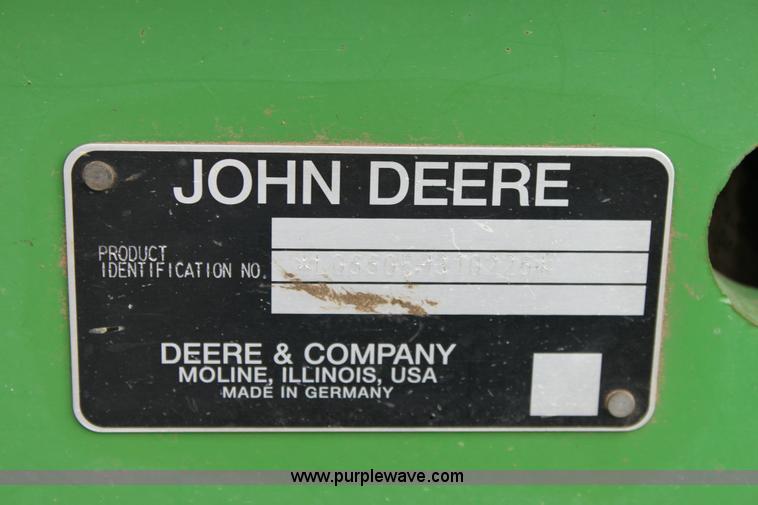 JOHN DEERE
PRODUCT
IDENTIFICATION NO.
DEERE & COMPANY
MOLINE, ILLINOIS, USA
MADE IN GERMANY
www.purplewave.com